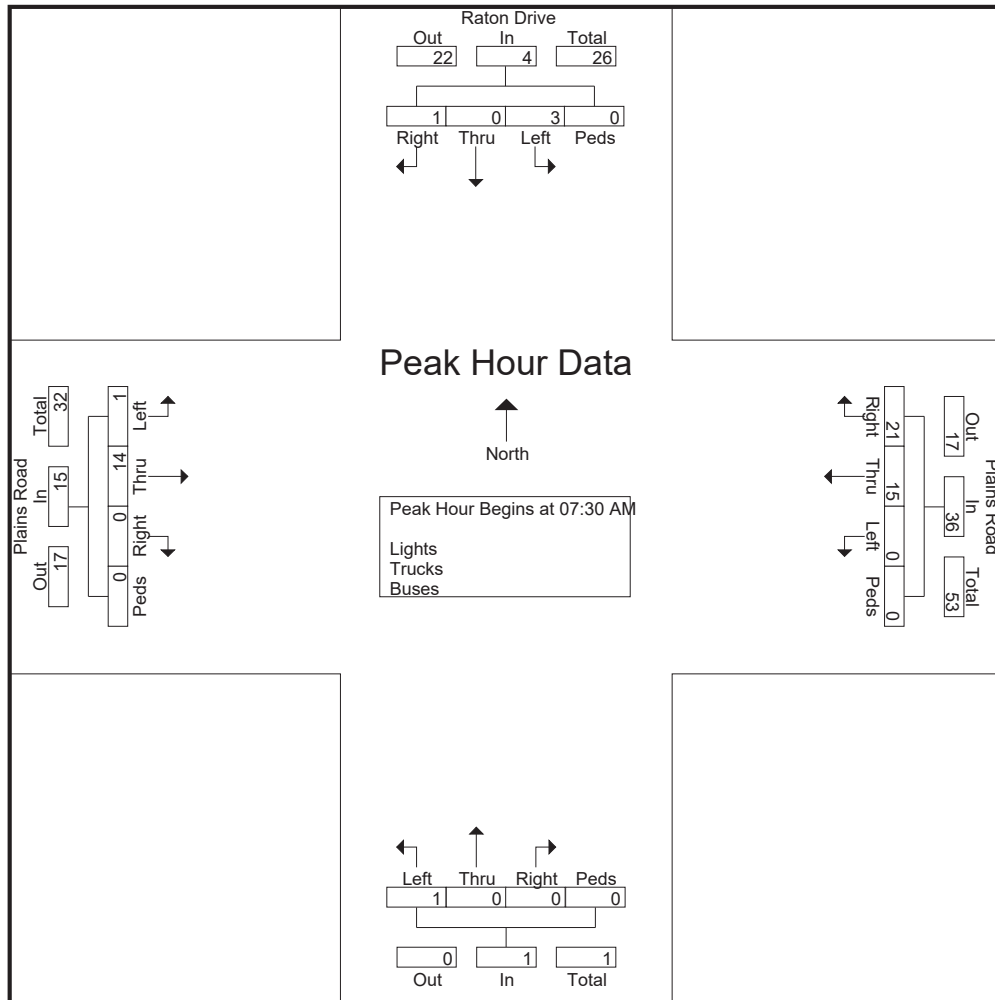 Raton Drive
Out In Total
22 4 26
1 0 3 0
Right Thru Left Peds
Peak Hour Data
North
Peak Hour Begins at 07:30 AM
Lights
Trucks
Buses
Plains Road
Out In Total
17 15 32
Left Thru Right Peds
1 14 0 0
Plains Road
Out In Total
17 36 53
Right Thru Left Peds
21 15 0 0
Left Thru Right Peds
1 0 0 0
0 1 1
Out In Total